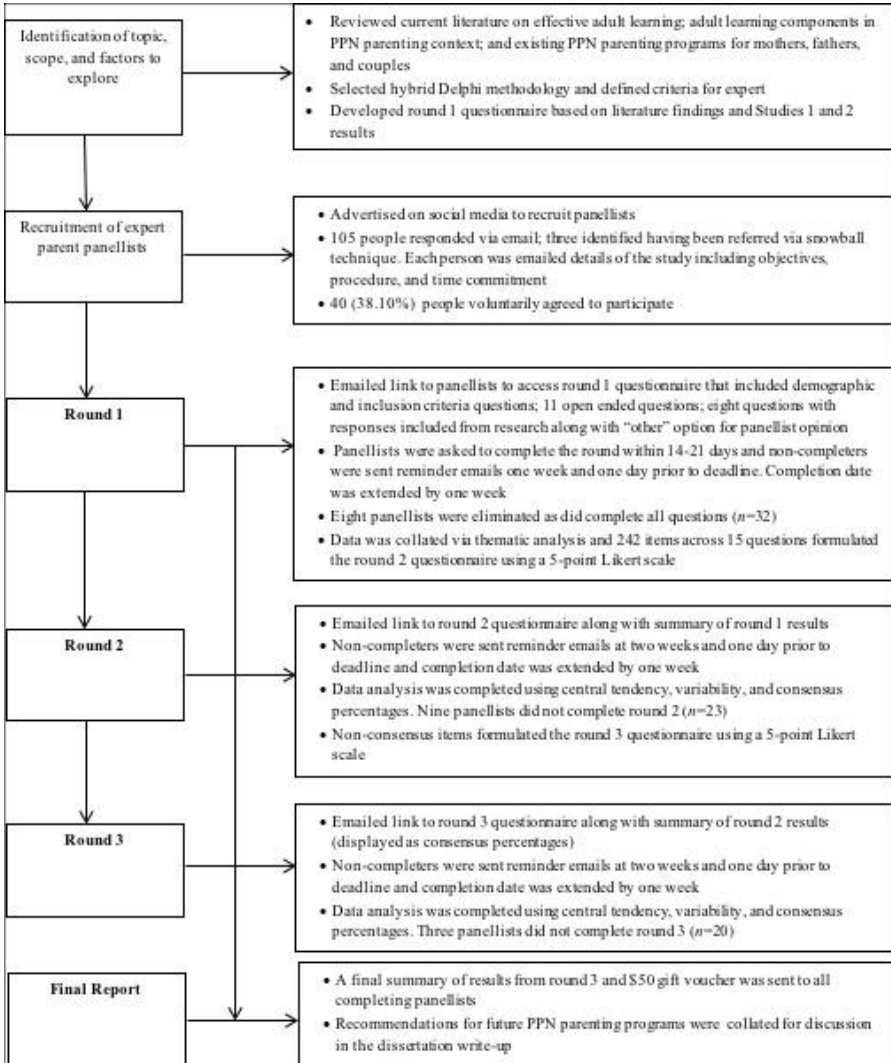 Identification of topic,
scope, and factors to
explore
• Reviewed current literature on effective adult learning; adult learning components in
PPN parenting context; and existing PPN parenting programs for mothers, fathers,
and couples
• Selected hybrid Delphi methodology and defined criteria for expert
• Developed round 1 questionnaire based on literature findings and Studies 1 and 2
results
Recruitment of expert
parent panellists
• Advertised on social media to recruit panellists
• 105 people responded via email; three identified having been referred via snowball
technique. Each person was emailed details of the study including objectives,
procedure, and time commitment
• 40 (38.10%) people voluntarily agreed to participate
Round 1
• Emailed link to panellists to access round 1 questionnaire that included demographic
and inclusion criteria questions; 11 open ended questions; eight questions with
responses included from research along with “other” option for panellist opinion
• Panellists were asked to complete the round within 14-21 days and non-completers
were sent reminder emails one week and one day prior to deadline. Completion date
was extended by one week
• Eight panellists were eliminated as did complete all questions (n=32)
• Data was collated via thematic analysis and 242 items across 15 questions formulated
the round 2 questionnaire using a 5-point Likert scale
Round 2
• Emailed link to round 2 questionnaire along with summary of round 1 results
• Non-completers were sent reminder emails at two weeks and one day prior to
deadline and completion date was extended by one week
• Data analysis was completed using central tendency, variability, and consensus
percentages. Nine panellists did not complete round 2 (n=23)
• Non-consensus items formulated the round 3 questionnaire using a 5-point Likert
scale
Round 3
• Emailed link to round 3 questionnaire along with summary of round 2 results
(displayed as consensus percentages)
• Non-completers were sent reminder emails at two weeks and one day prior to
deadline and completion date was extended by one week
• Data analysis was completed using central tendency, variability, and consensus
percentages. Three panellists did not complete round 3 (n=20)
Final Report
• A final summary of results from round 3 and $50 gift voucher was sent to all
completing panellists
• Recommendations for future PPN parenting programs were collated for discussion
in the dissertation write-up